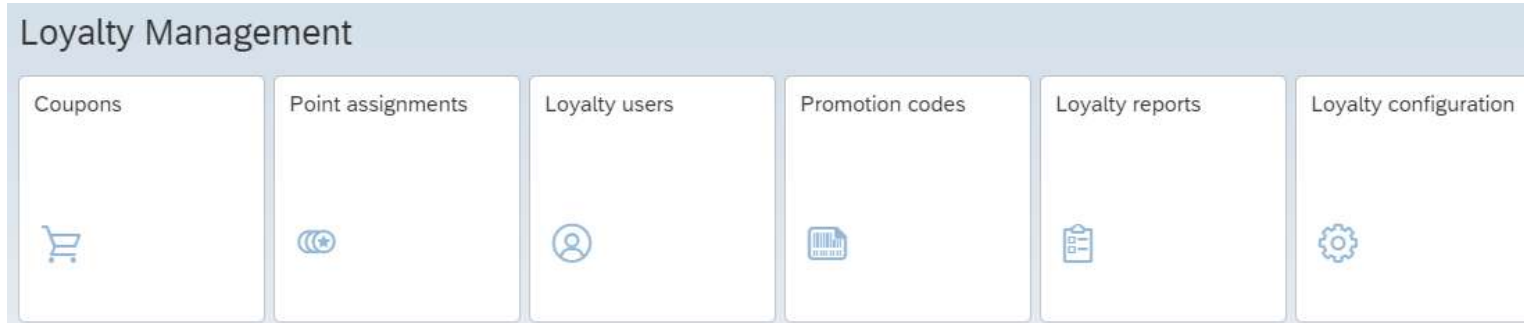 Loyalty Management
Coupons
Point assignments
Loyalty users
Promotion codes
Loyalty reports
Loyalty configuration